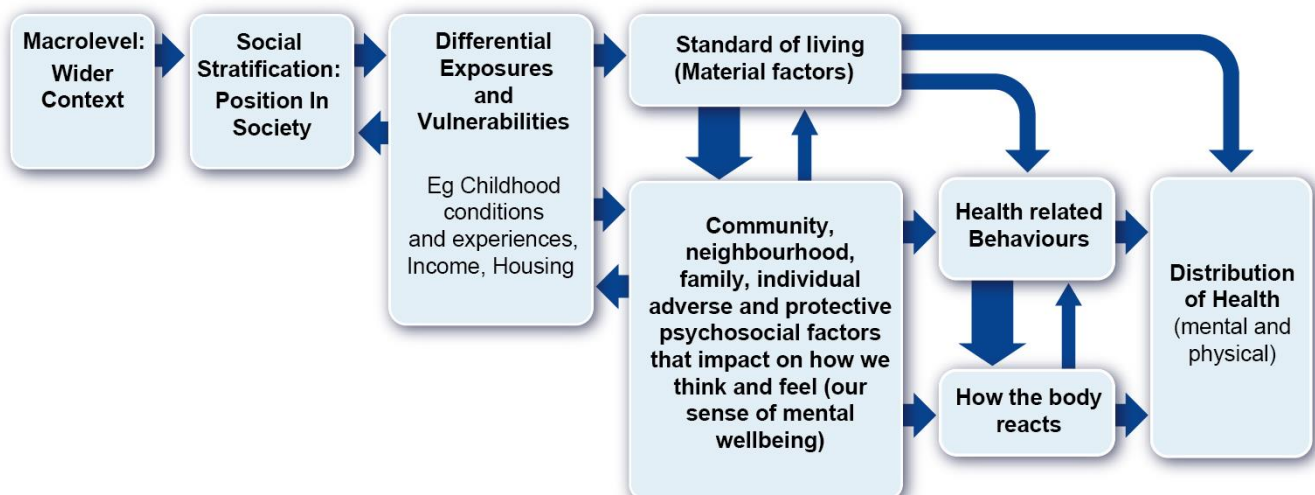 Macrolevel:
Wider
Context
Social
Stratification:
Position In
Society
Differential
Exposures
and
Vulnerabilities
Eg Childhood
conditions
and experiences,
Income, Housing
Standard of living
(Material factors)
Community,
neighbourhood,
family, individual
adverse and protective
psychosocial factors
that impact on how we
think and feel (our
sense of mental
wellbeing)
Health related
Behaviours
How the body
reacts
Distribution
of Health
(mental and
physical)